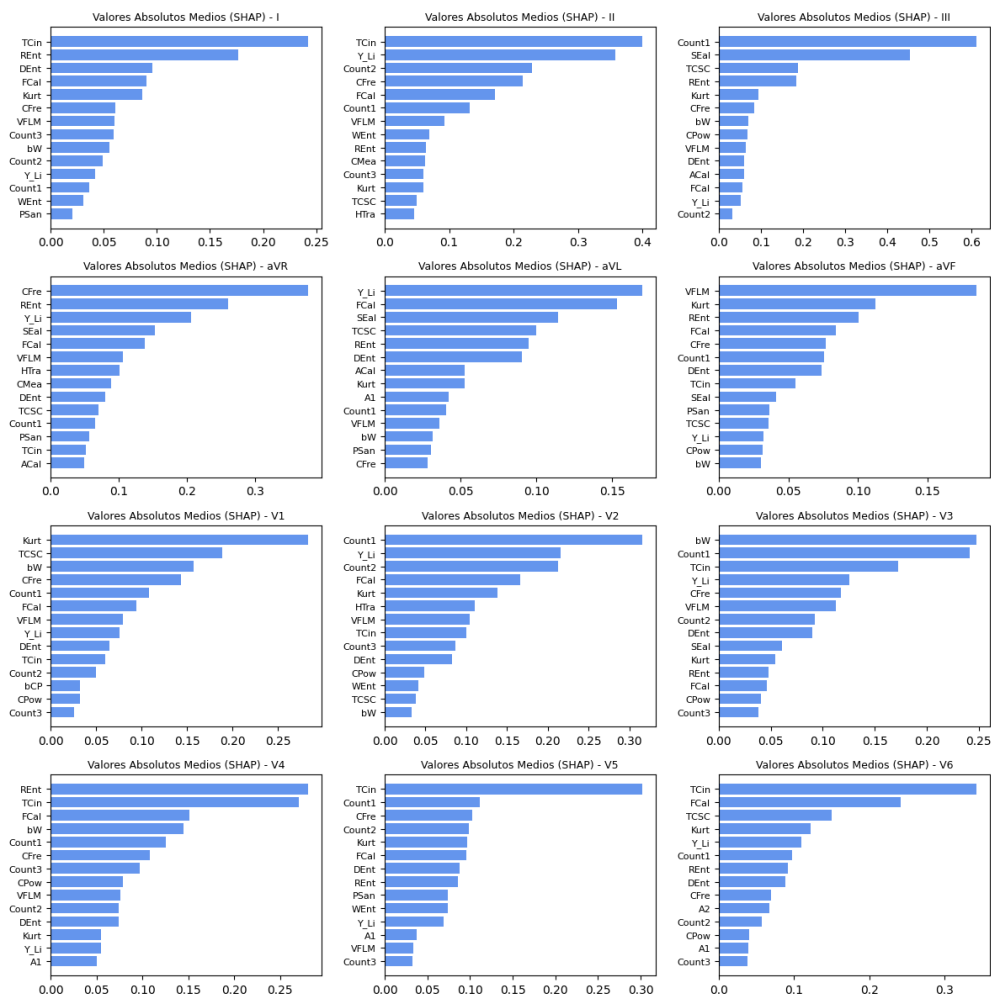 Valores Absolutos Medios (SHAP) - I
TCin
REnt
DEnt
FCal
Kurt
CFre
VFLM
Count3
bW
Count2
Y_Li
Count1
WEnt
PSan
0.00 0.05 0.10 0.15 0.20 0.25
Valores Absolutos Medios (SHAP) - II
TCin
Y_Li
Count2
CFre
FCal
Count1
VFLM
WEnt
REnt
CMea
Count3
Kurt
TCSC
HTra
0.0 0.1 0.2 0.3 0.4
Valores Absolutos Medios (SHAP) - III
Count1
SEal
TCSC
REnt
Kurt
CFre
bW
CPow
VFLM
DEnt
ACal
FCal
Y_Li
Count2
0.0 0.1 0.2 0.3 0.4 0.5 0.6
Valores Absolutos Medios (SHAP) - aVR
CFre
REnt
Y_Li
SEal
FCal
VFLM
HTra
CMea
DEnt
TCSC
Count1
PSan
TCin
ACal
0.0 0.1 0.2 0.3
Valores Absolutos Medios (SHAP) - aVL
Y_Li
FCal
SEal
TCSC
REnt
DEnt
ACal
Kurt
A1
Count1
VFLM
bW
PSan
CFre
0.00 0.05 0.10 0.15
Valores Absolutos Medios (SHAP) - aVF
VFLM
Kurt
REnt
FCal
CFre
Count1
DEnt
TCin
SEal
PSan
TCSC
Y_Li
CPow
bW
0.00 0.05 0.10 0.15
Valores Absolutos Medios (SHAP) - V1
Kurt
TCSC
bW
CFre
Count1
FCal
VFLM
Y_Li
DEnt
TCin
Count2
bCP
CPow
Count3
0.00 0.05 0.10 0.15 0.20 0.25
Valores Absolutos Medios (SHAP) - V2
Count1
Y_Li
Count2
FCal
Kurt
HTra
VFLM
TCin
Count3
DEnt
CPow
WEnt
TCSC
bW
0.00 0.05 0.10 0.15 0.20 0.25 0.30
Valores Absolutos Medios (SHAP) - V3
bW
Count1
TCin
Y_Li
CFre
VFLM
Count2
DEnt
SEal
Kurt
REnt
FCal
CPow
Count3
0.00 0.05 0.10 0.15 0.20 0.25
Valores Absolutos Medios (SHAP) - V4
REnt
TCin
FCal
bW
Count1
CFre
Count3
CPow
VFLM
Count2
DEnt
Kurt
Y_Li
A1
0.00 0.05 0.10 0.15 0.20 0.25
Valores Absolutos Medios (SHAP) - V5
TCin
Count1
CFre
Count2
Kurt
FCal
DEnt
REnt
PSan
WEnt
Y_Li
A1
VFLM
Count3
0.00 0.05 0.10 0.15 0.20 0.25 0.30
Valores Absolutos Medios (SHAP) - V6
TCin
FCal
TCSC
Kurt
Y_Li
Count1
REnt
DEnt
CFre
A2
Count2
CPow
A1
Count3
0.0 0.1 0.2 0.3